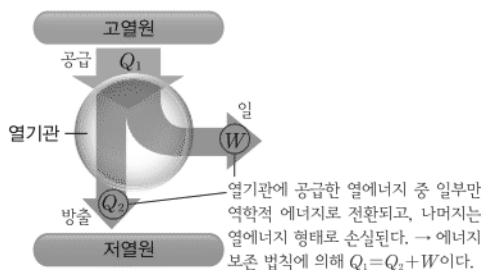 고열원
공급
Q₁
일
열기관
W
Q₂
방출
열기관에 공급한 열에너지 중 일부만
역학적 에너지로 전환되고, 나머지는
열에너지 형태로 손실된다. → 에너지
보존 법칙에 의해 Q₁=Q₂+W이다.
저열원